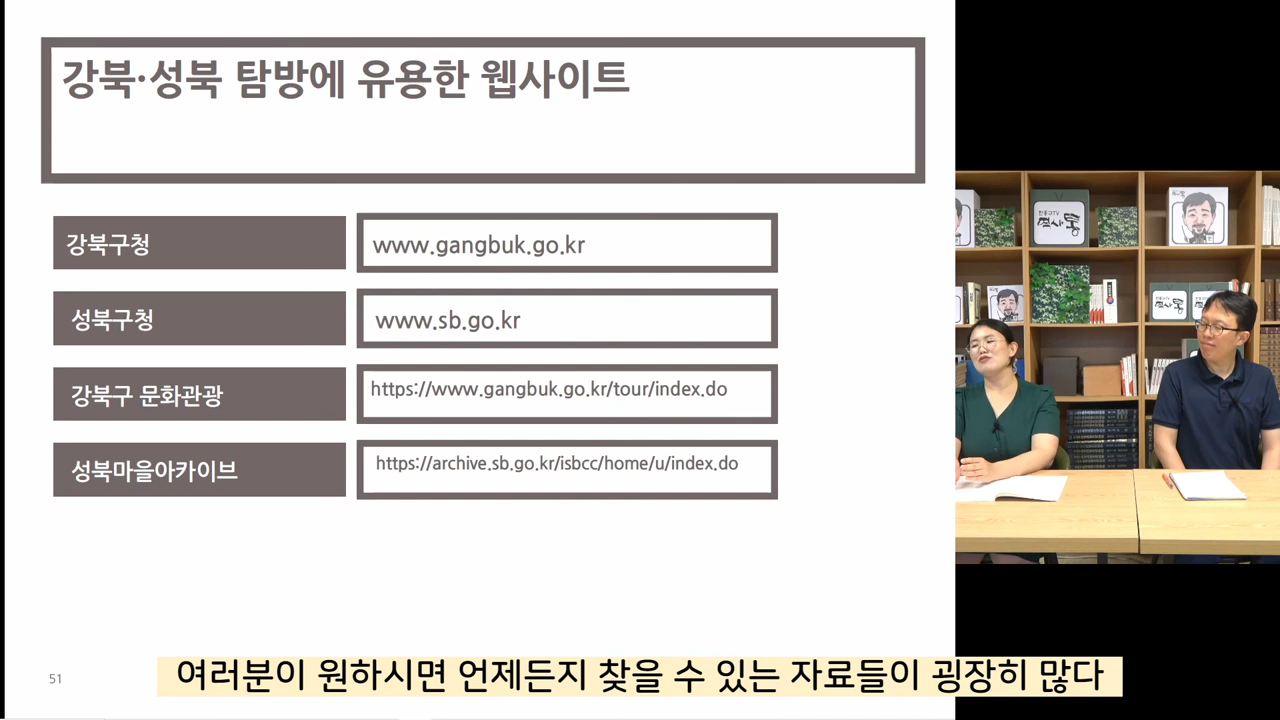 강북·성북 탐방에 유용한 웹사이트
강북구청
www.gangbuk.go.kr
성북구청
www.sb.go.kr
강북구 문화관광
https://www.gangbuk.go.kr/tour/index.do
성북마을아카이브
https://archive.sb.go.kr/isbcc/home/u/index.do
역사통
51
여러분이 원하시면 언제든지 찾을 수 있는 자료들이 굉장히 많다